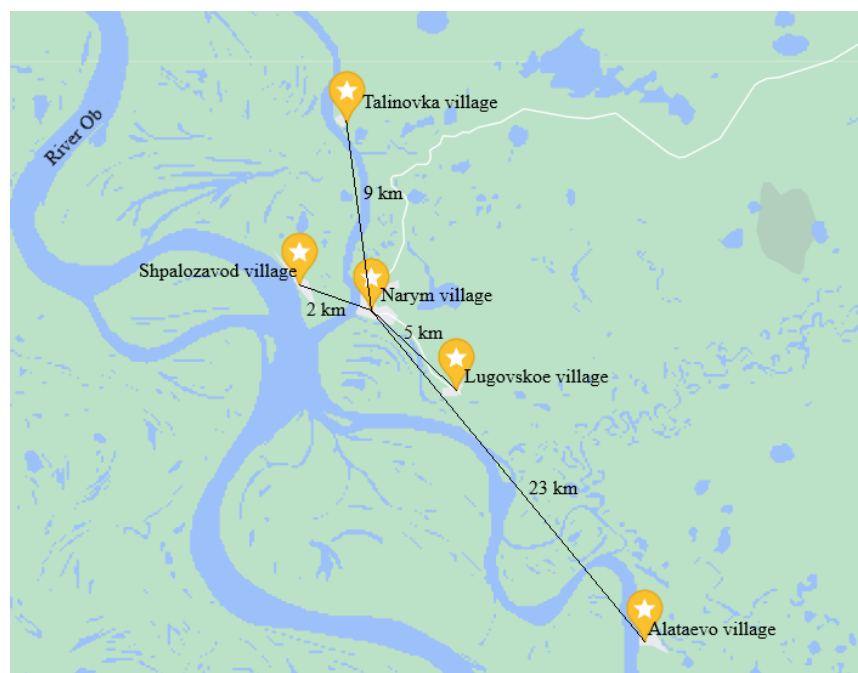 River Ob
Talinovka village
9 km
Shpalozavod village
Narym village
2 km
5 km
Lugovskoe village
23 km
Alataevo village